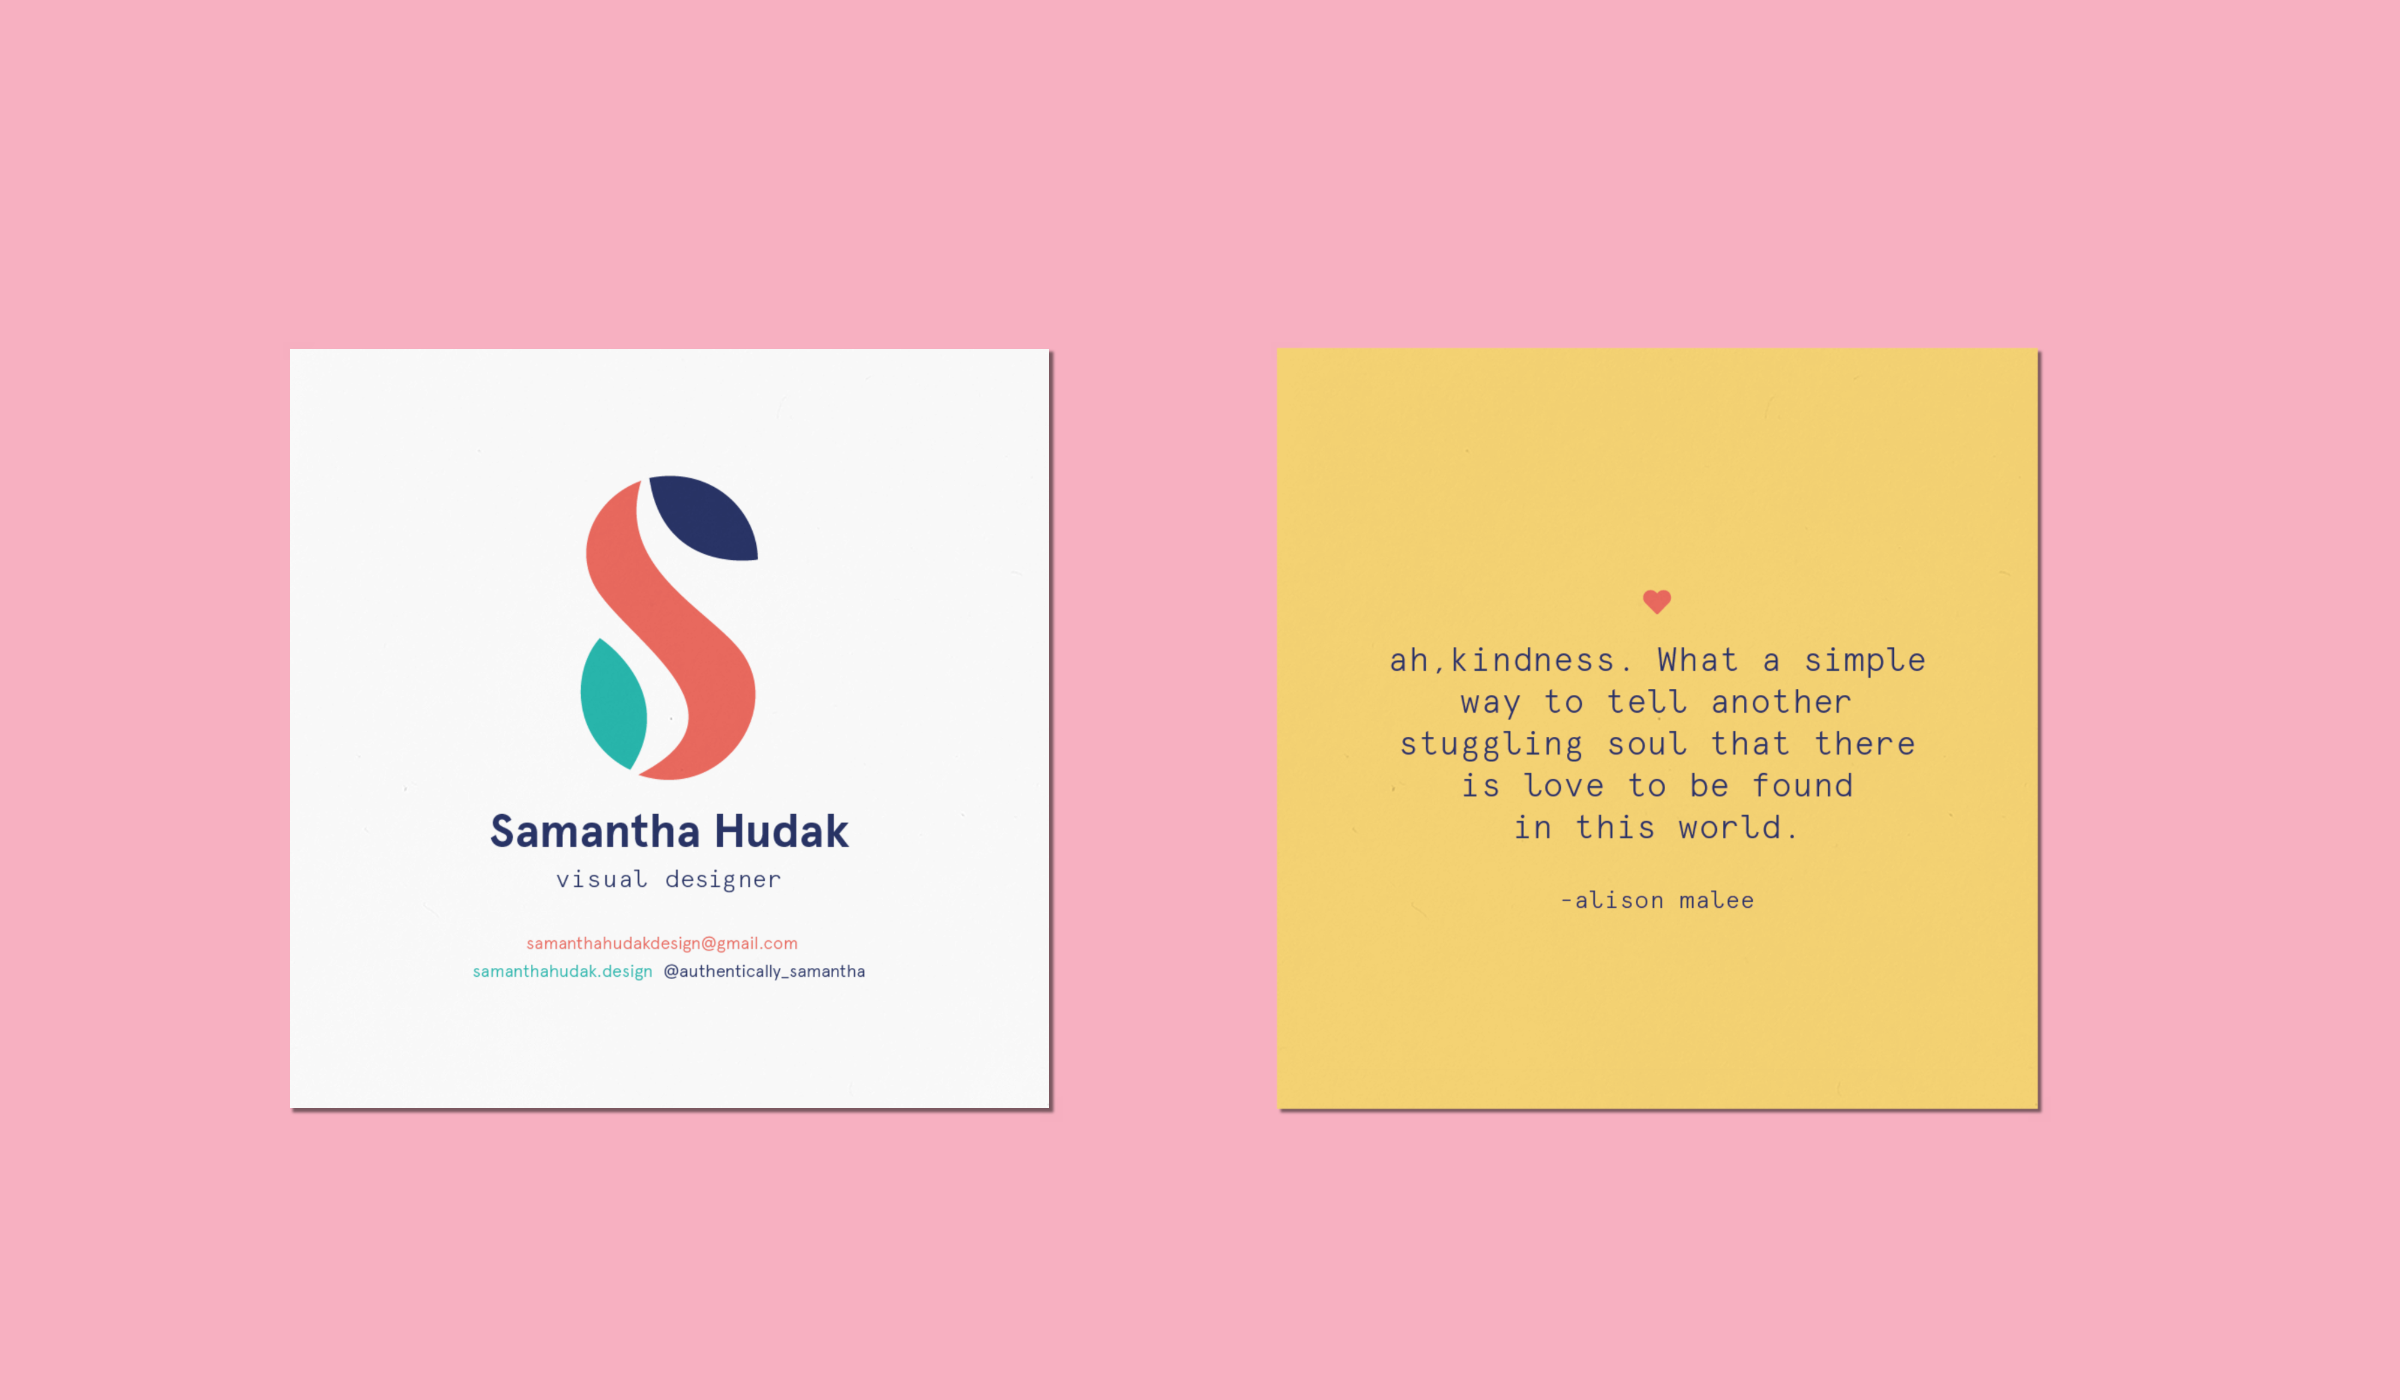 Samantha Hudak
visual designer
samanthahudakdesign@gmail.com
samanthahudak.design @authentically_samantha
ah,kindness. What a simple
way to tell another
stuggling soul that there
is love to be found
in this world.
-alison malee